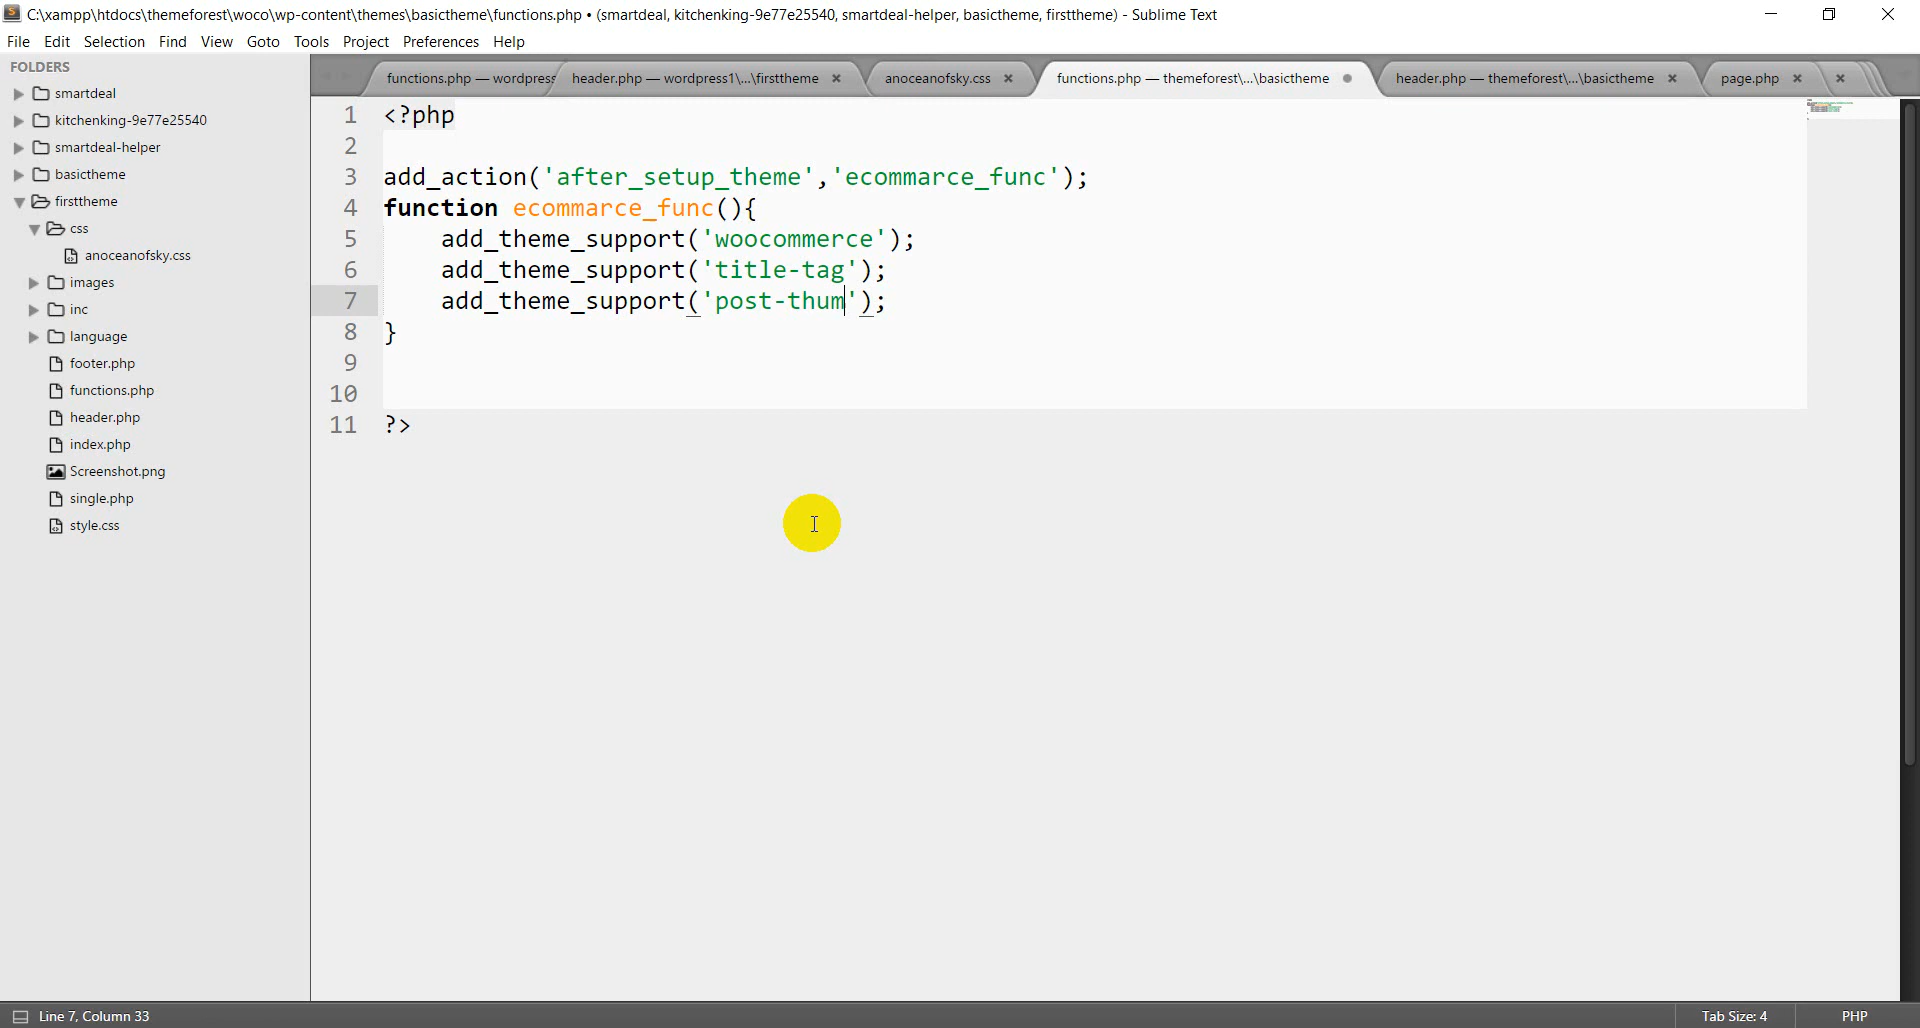 C:\xampp\htdocs\themeforest\woco\wp-content\themes\basictheme\functions.php • (smartdeal, kitchenking-9e77e25540, smartdeal-helper, basictheme, firsttheme) - Sublime Text
File Edit Selection Find View Goto Tools Project Preferences Help
FOLDERS
smartdeal
kitchenking-9e77e25540
smartdeal-helper
basictheme
firsttheme
css
anoceanofsky.css
images
inc
language
footer.php
functions.php
header.php
index.php
Screenshot.png
single.php
style.css
functions.php — wordpress header.php — wordpress1\...\firsttheme anoceanofsky.css functions.php — themeforest\...\basictheme header.php — themeforest\...\basictheme page.php
1 <?php
2
3 add_action('after_setup_theme','ecommarce_func');
4 function ecommarce_func(){
5 add_theme_support('woocommerce');
6 add_theme_support('title-tag');
7 add_theme_support('post-thum');
8 }
9
10
11 ?>
Line 7, Column 33 Tab Size: 4 PHP